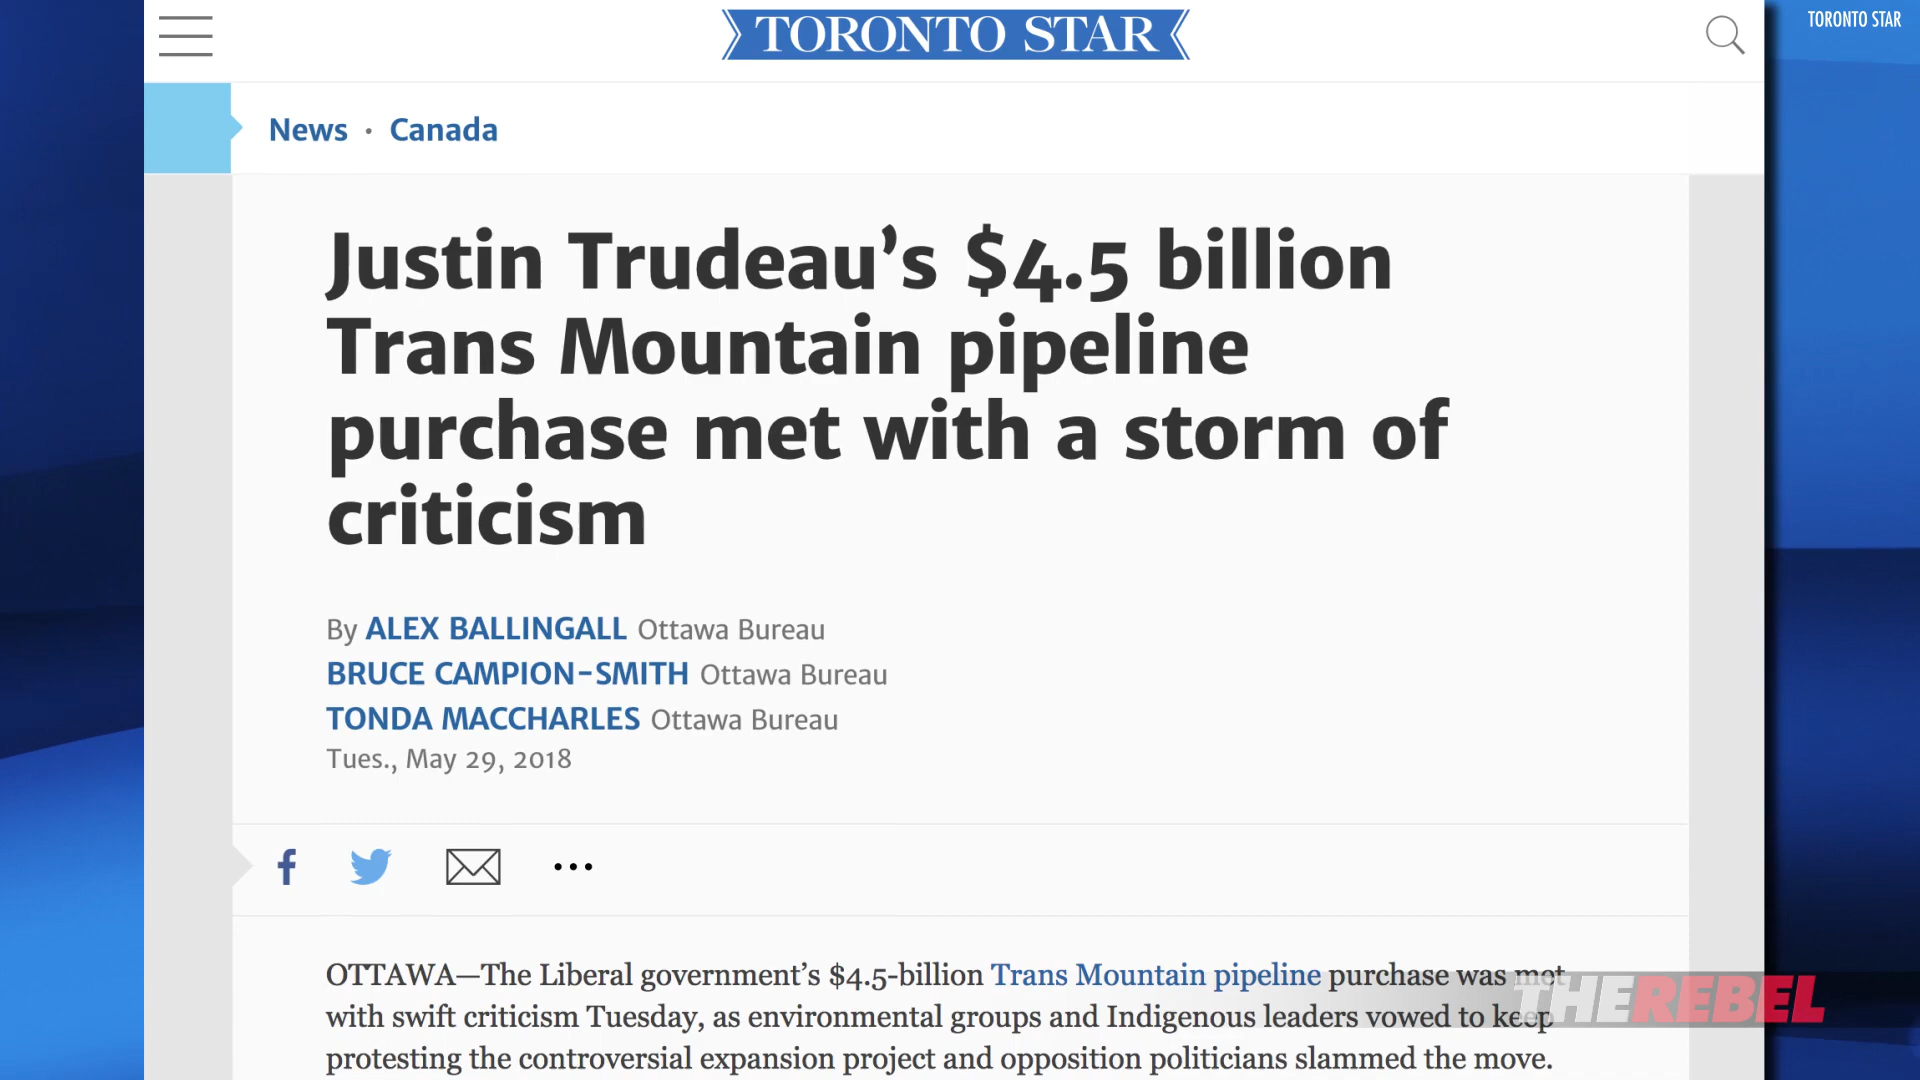 TORONTO STAR
TORONTO STAR
News · Canada
Justin Trudeau’s $4.5 billion
Trans Mountain pipeline
purchase met with a storm of
criticism
By ALEX BALLINGALL Ottawa Bureau
BRUCE CAMPION-SMITH Ottawa Bureau
TONDA MACCHARLES Ottawa Bureau
Tues., May 29, 2018
OTTAWA—The Liberal government’s $4.5-billion Trans Mountain pipeline purchase was met
with swift criticism Tuesday, as environmental groups and Indigenous leaders vowed to keep
protesting the controversial expansion project and opposition politicians slammed the move.
THEREBEL